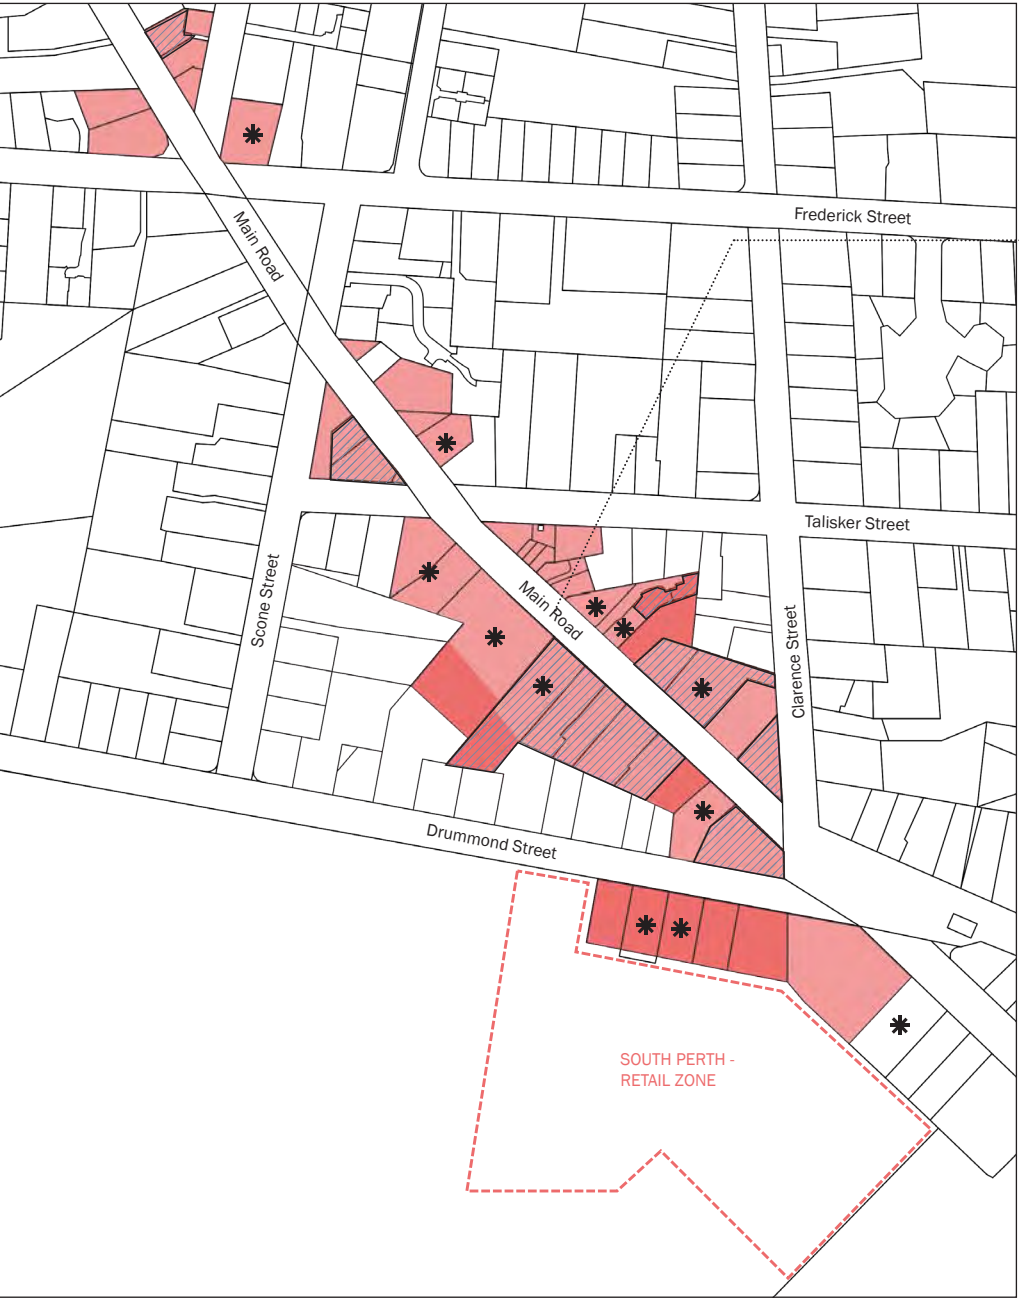 Frederick Street
Main Road
Talisker Street
Scone Street
Main Road
Clarence Street
Drummond Street
SOUTH PERTH -
RETAIL ZONE